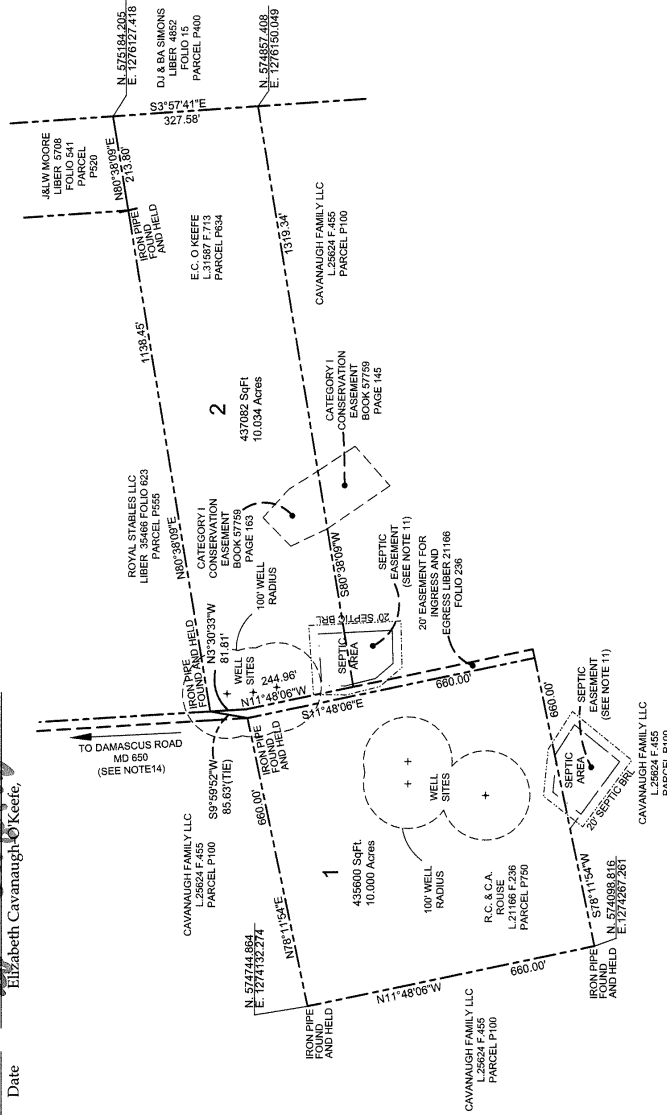 Date
Elizabeth Cavanaugh-O'Keefe,
N. 575184.205
E. 1276127.418
DJ & BA SIMONS
LIBER 4852
FOLIO 15
PARCEL P400
N. 574857.408
E. 1276150.049
S3°57'41"E
327.58'
J&LW MOORE
LIBER 5708
FOLIO 541
PARCEL
P520
N80°38'09"E
213.80'
IRON PIPE
FOUND
AND HELD
E.C. O KEEFE
L.31587 F.713
PARCEL P634
1319.34'
CAVANAUGH FAMILY LLC
L.25624 F.455
PARCEL P100
1138.45'
2
437082 SqFt
10.034 Acres
CATEGORY I
CONSERVATION
EASEMENT
BOOK 57759
PAGE 145
ROYAL STABLES LLC
LIBER 35466 FOLIO 623
PARCEL P555
N80°38'09"E
CATEGORY I
CONSERVATION
EASEMENT
BOOK 57759
PAGE 163
100' WELL
RADIUS
S80°38'09"W
SEPTIC
EASEMENT
(SEE NOTE 11)
20' EASEMENT FOR
INGRESS AND
EGRESS LIBER 21166
FOLIO 236
20' SEPTIC BRL
SEPTIC
AREA
IRON PIPE
FOUND AND HELD
N3°30'33"W
81.81'
WELL
SITES
244.96'
N11°48'06"W
S11°48'06"E
660.00'
TO DAMASCUS ROAD
MD 650
(SEE NOTE14)
S9°59'52"W
85.63'(TIE)
IRON PIPE
FOUND
AND HELD
660.00'
SEPTIC
EASEMENT
(SEE NOTE 11)
SEPTIC
AREA
20' SEPTIC BRL
CAVANAUGH FAMILY LLC
L.25624 F.455
PARCEL P100
CAVANAUGH FAMILY LLC
L.25624 F.455
PARCEL P100
660.00'
N78°11'54"E
WELL
SITES
100' WELL
RADIUS
1
435600 SqFt.
10.000 Acres
R.C. & C.A.
ROUSE
L.21166 F.236
PARCEL P750
S78°11'54"W
N. 574098.816
E.1274267.261
N. 574744.864
E. 1274132.274
IRON PIPE
FOUND
AND HELD
N11°48'06"W
660.00'
IRON PIPE
FOUND
AND HELD
CAVANAUGH FAMILY LLC
L.25624 F.455
PARCEL P100